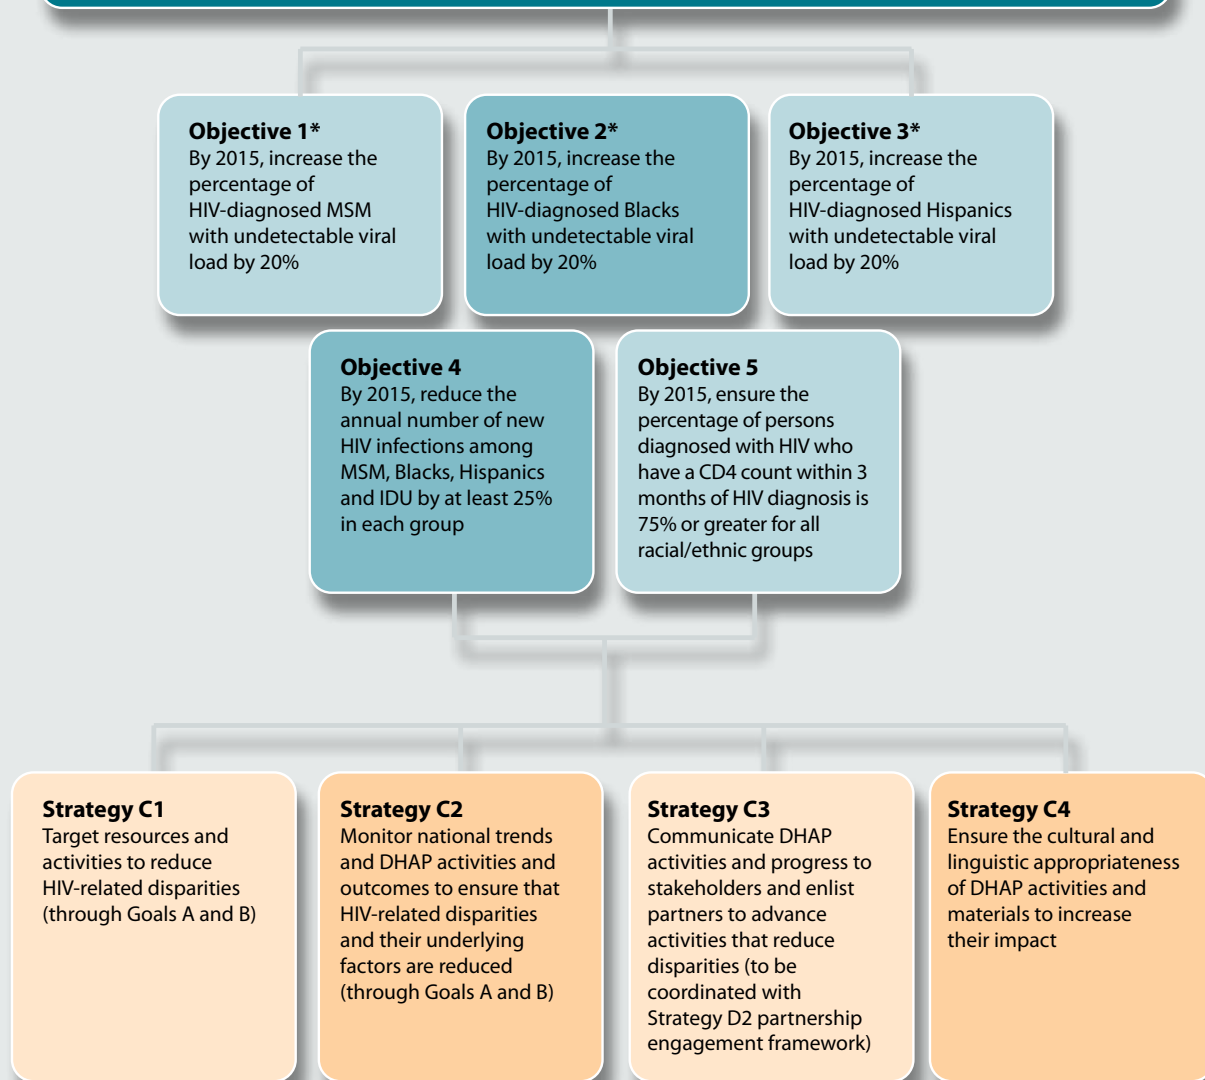 Objective 1*
By 2015, increase the
percentage of
HIV-diagnosed MSM
with undetectable viral
load by 20%
Objective 2*
By 2015, increase the
percentage of
HIV-diagnosed Blacks
with undetectable viral
load by 20%
Objective 3*
By 2015, increase the
percentage of
HIV-diagnosed Hispanics
with undetectable viral
load by 20%
Objective 4
By 2015, reduce the
annual number of new
HIV infections among
MSM, Blacks, Hispanics
and IDU by at least 25%
in each group
Objective 5
By 2015, ensure the
percentage of persons
diagnosed with HIV who
have a CD4 count within 3
months of HIV diagnosis is
75% or greater for all
racial/ethnic groups
Strategy C1
Target resources and
activities to reduce
HIV-related disparities
(through Goals A and B)
Strategy C2
Monitor national trends
and DHAP activities and
outcomes to ensure that
HIV-related disparities
and their underlying
factors are reduced
(through Goals A and B)
Strategy C3
Communicate DHAP
activities and progress to
stakeholders and enlist
partners to advance
activities that reduce
disparities (to be
coordinated with
Strategy D2 partnership
engagement framework)
Strategy C4
Ensure the cultural and
linguistic appropriateness
of DHAP activities and
materials to increase
their impact